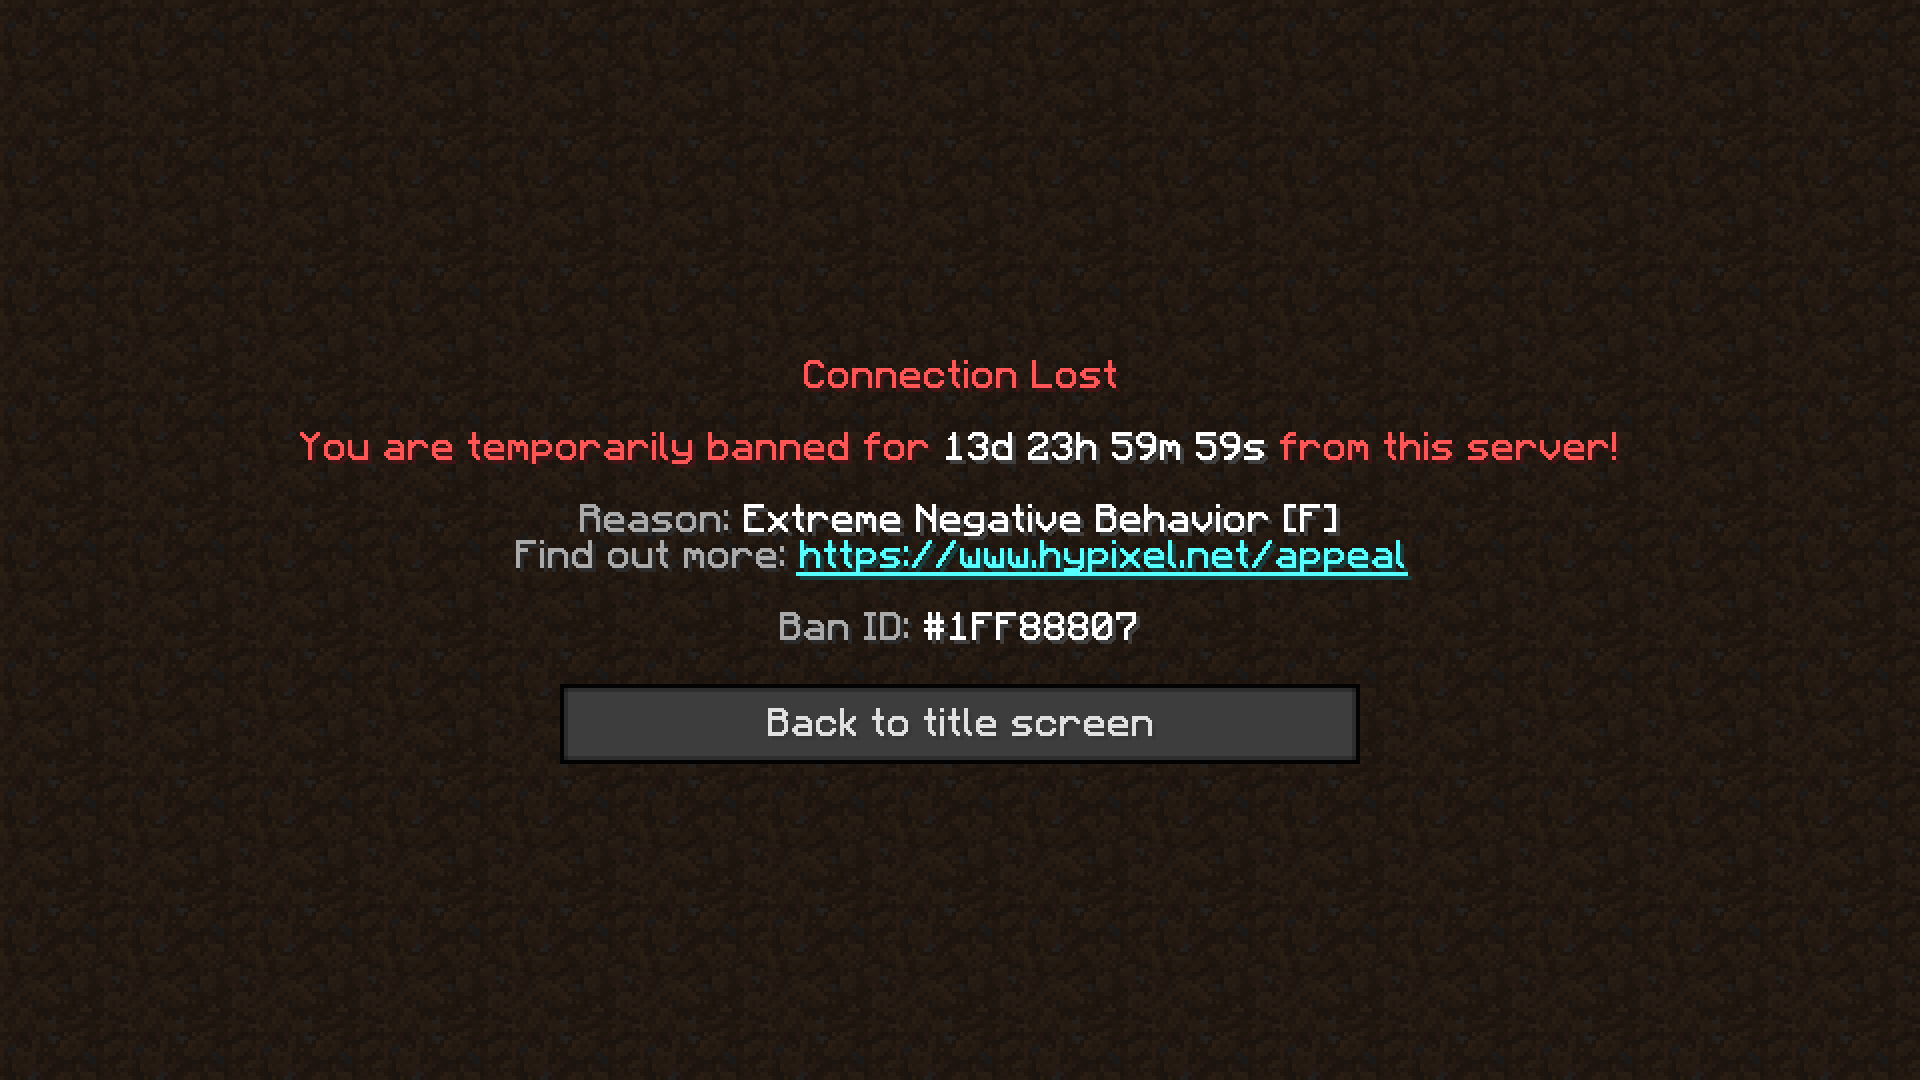 Connection Lost
You are temporarily banned for 13d 23h 59m 59s from this server!
Reason: Extreme Negative Behavior [F]
Find out more: https://www.hypixel.net/appeal
Ban ID: #1FF88807
Back to title screen